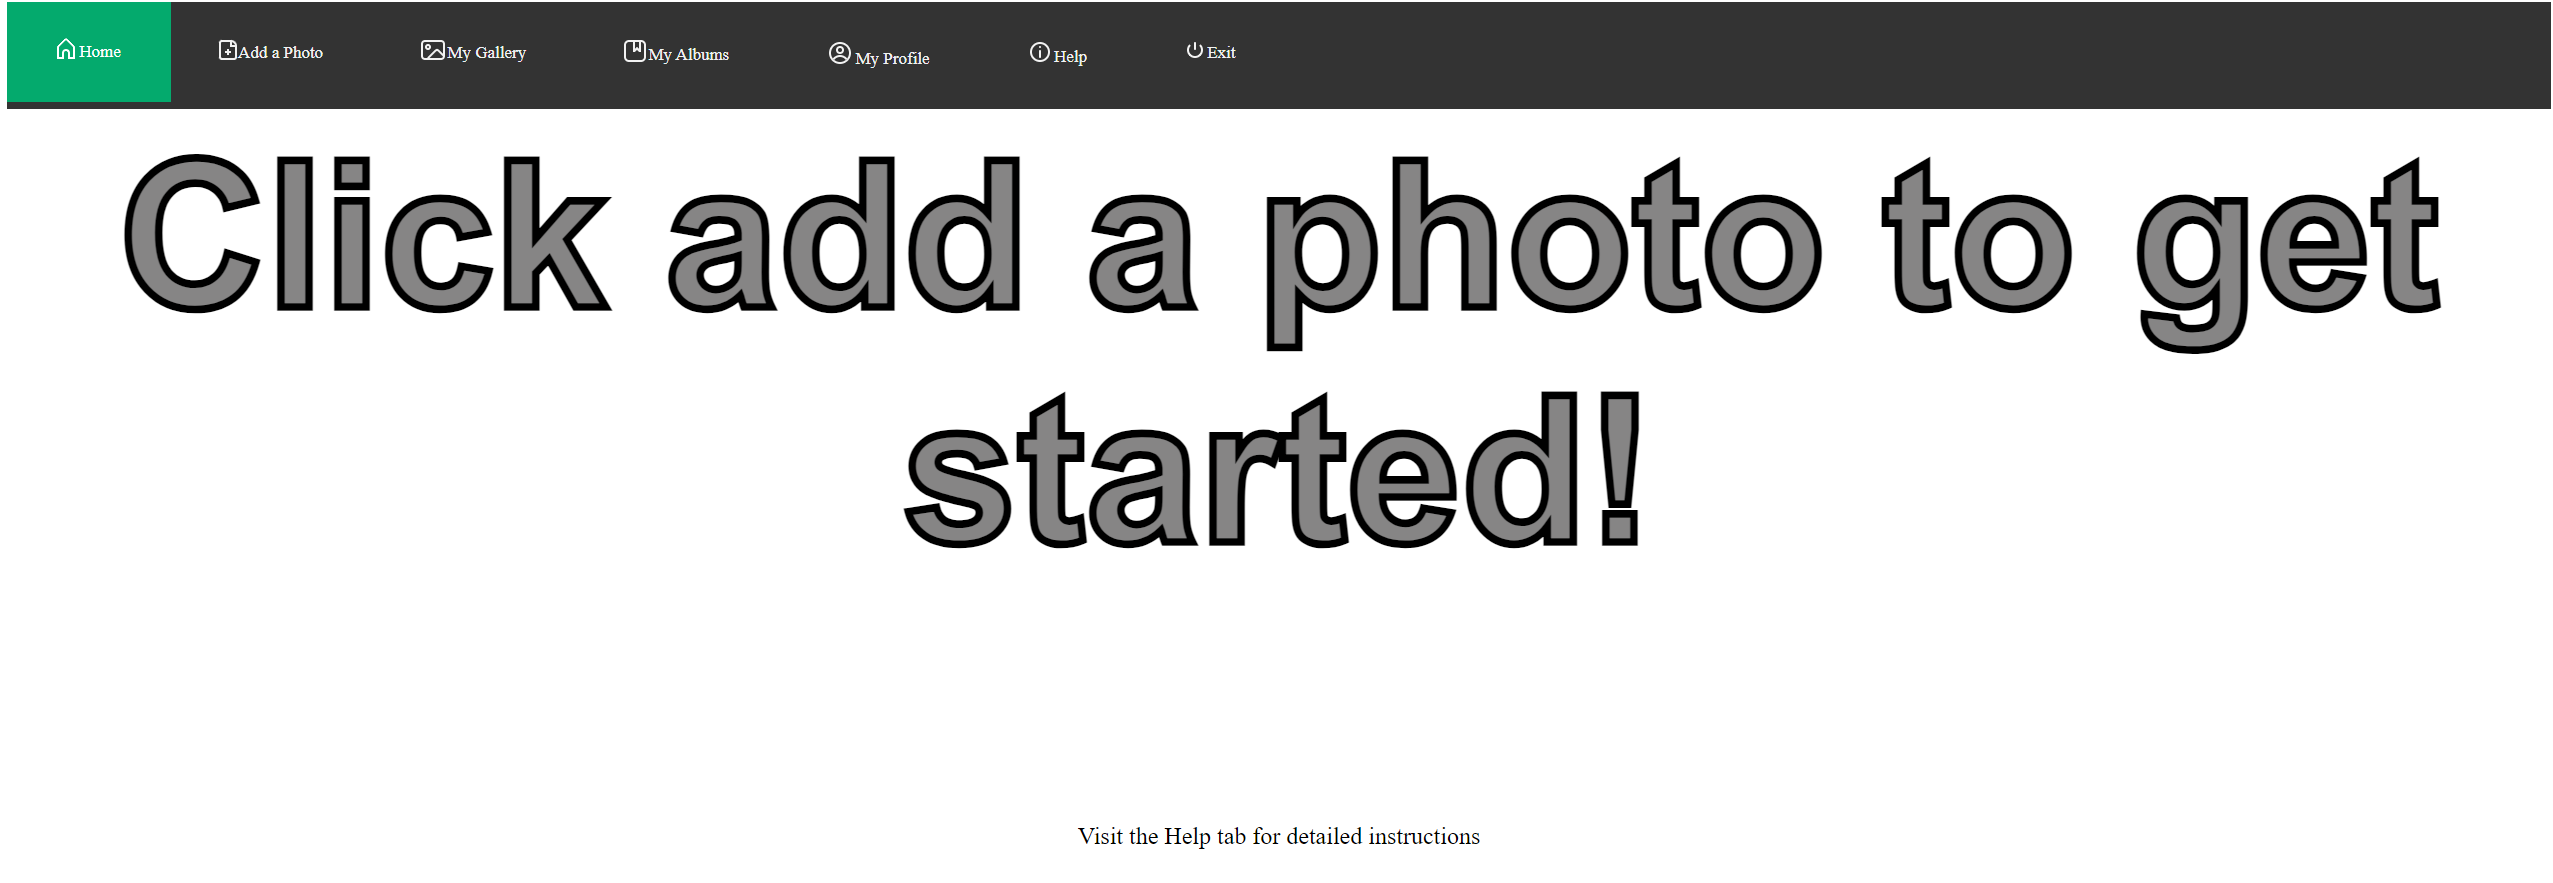 Home Add a Photo My Gallery My Albums My Profile Help Exit
Click add a photo to get
started!
Visit the Help tab for detailed instructions